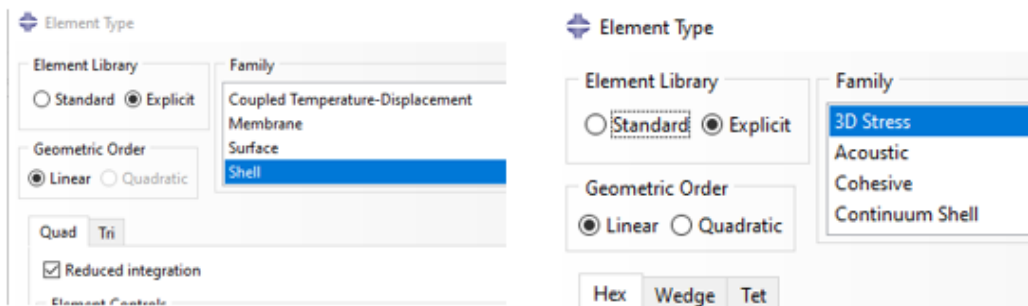 Element Type
Element Library
Standard Explicit
Family
Coupled Temperature-Displacement
Membrane
Surface
Shell
Geometric Order
Linear Quadratic
Quad Tri
Reduced integration
Element Controls
Element Type
Element Library
Standard Explicit
Family
3D Stress
Acoustic
Cohesive
Continuum Shell
Geometric Order
Linear Quadratic
Hex Wedge Tet